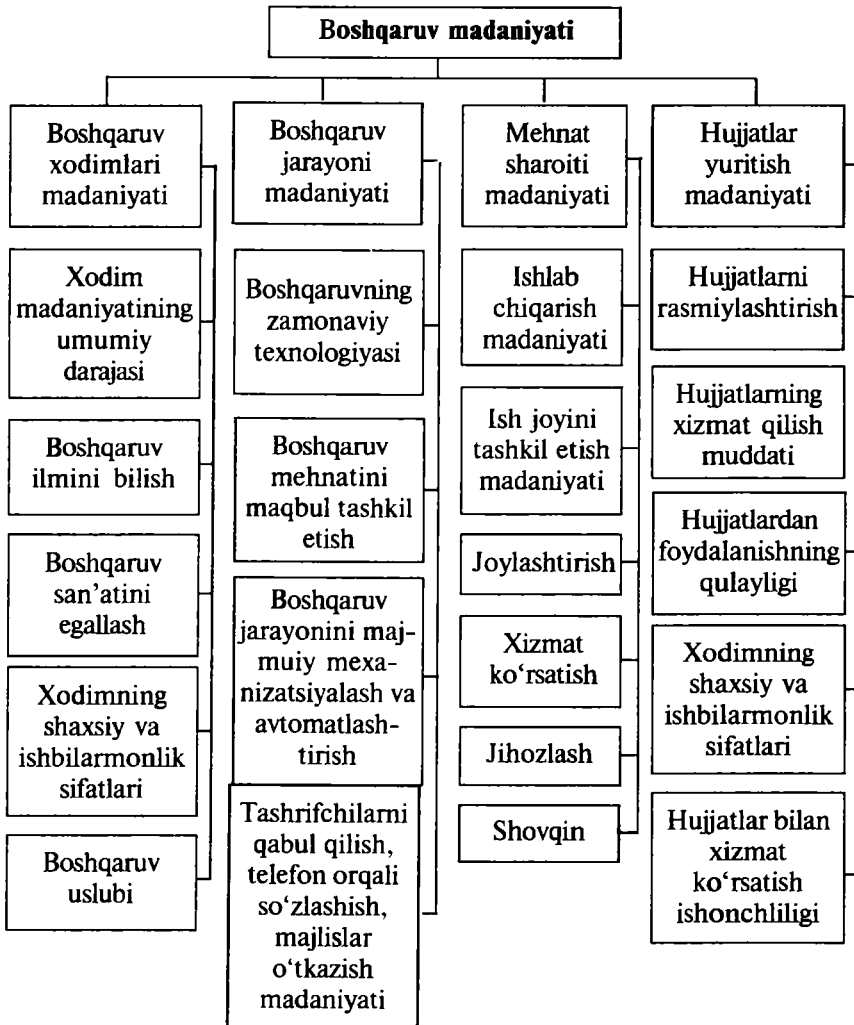 Boshqaruv madaniyati
Boshqaruv
xodimlari
madaniyati
Xodim
madaniyatining
umumiy
darajasi
Boshqaruv
ilmini bilish
Boshqaruv
san’atini
egallash
Xodimning
shaxsiy va
ishbilarmonlik
sifatlari
Boshqaruv
uslubi
Boshqaruv
jarayoni
madaniyati
Boshqaruvning
zamonaviy
texnologiyasi
Boshqaruv
mehnatini
maqbul tashkil
etish
Boshqaruv
jarayonini maj-
muiy mexa-
nizatsiyalash va
avtomatlash-
tirish
Tashrifchilarni
qabul qilish,
telefon orqali
so‘zlashish,
majlislar
o‘tkazish
madaniyati
Mehnat
sharoiti
madaniyati
Ishlab
chiqarish
madaniyati
Ish joyini
tashkil etish
madaniyati
Joylashtirish
Xizmat
ko‘rsatish
Jihozlash
Shovqin
Hujjatlar
yuritish
madaniyati
Hujjatlarni
rasmiylashtirish
Hujjatlarning
xizmat qilish
muddati
Hujjatlardan
foydalanishning
qulayligi
Xodimning
shaxsiy va
ishbilarmonlik
sifatlari
Hujjatlar bilan
xizmat
ko‘rsatish
ishonchliligi